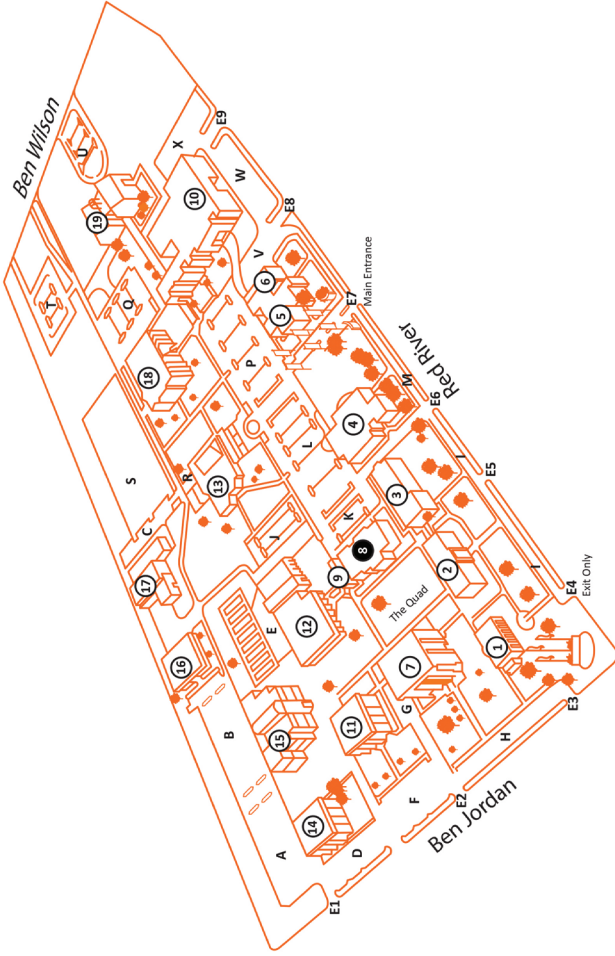 Ben Wilson
U
19
T
Q
X
E9
10
W
E8
V
6
5
E7
Main Entrance
18
P
S
R
13
L
4
M
Red River
E6
C
17
J
K
3
I
E5
8
9
2
I
E4
Exit Only
The Quad
E
12
16
7
1
G
B
15
11
H
E3
F
E2
Ben Jordan
14
A
D
E1